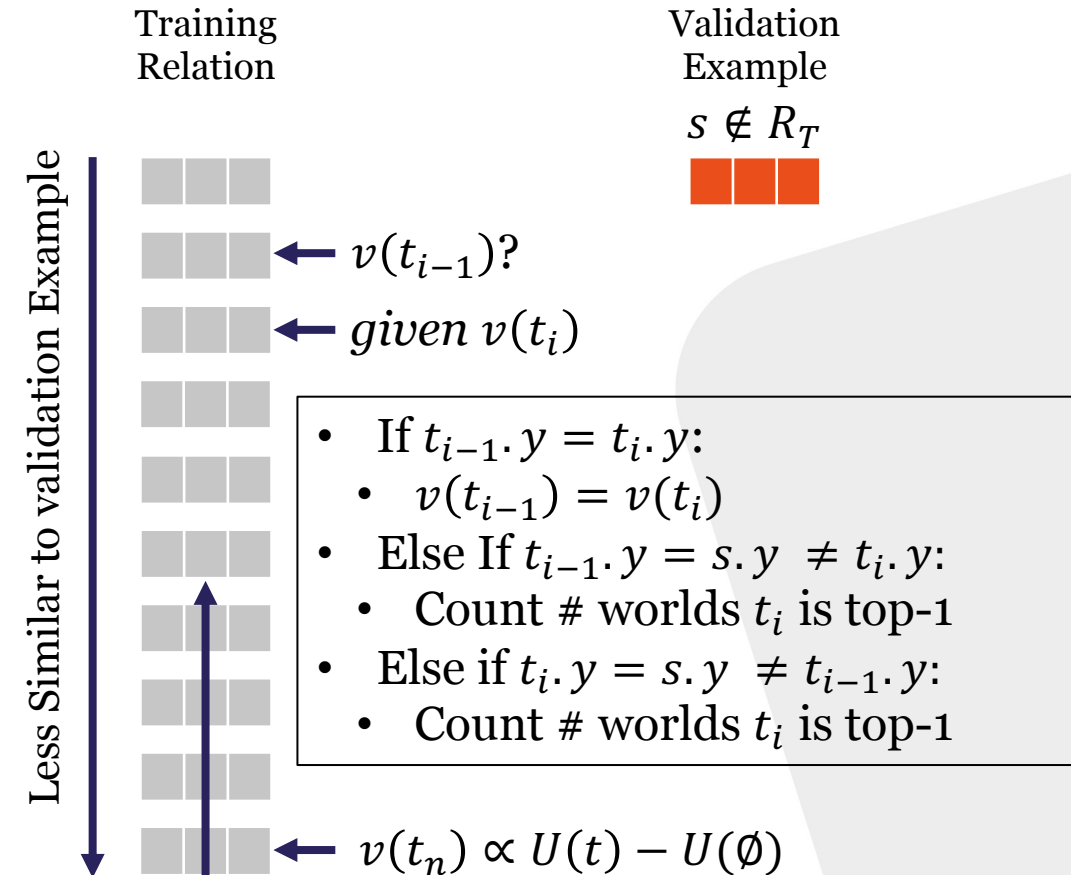 Training
Relation
Validation
Example
s ∉ R_T
Less Similar to validation Example
v(t_{i−1})?
given v(t_i)
• If t_{i−1}.y = t_i.y:
• v(t_{i−1}) = v(t_i)
• Else If t_{i−1}.y = s.y ≠ t_i.y:
• Count # worlds t_i is top-1
• Else if t_i.y = s.y ≠ t_{i−1}.y:
• Count # worlds t_i is top-1
v(t_n) ∝ U(t) − U(∅)